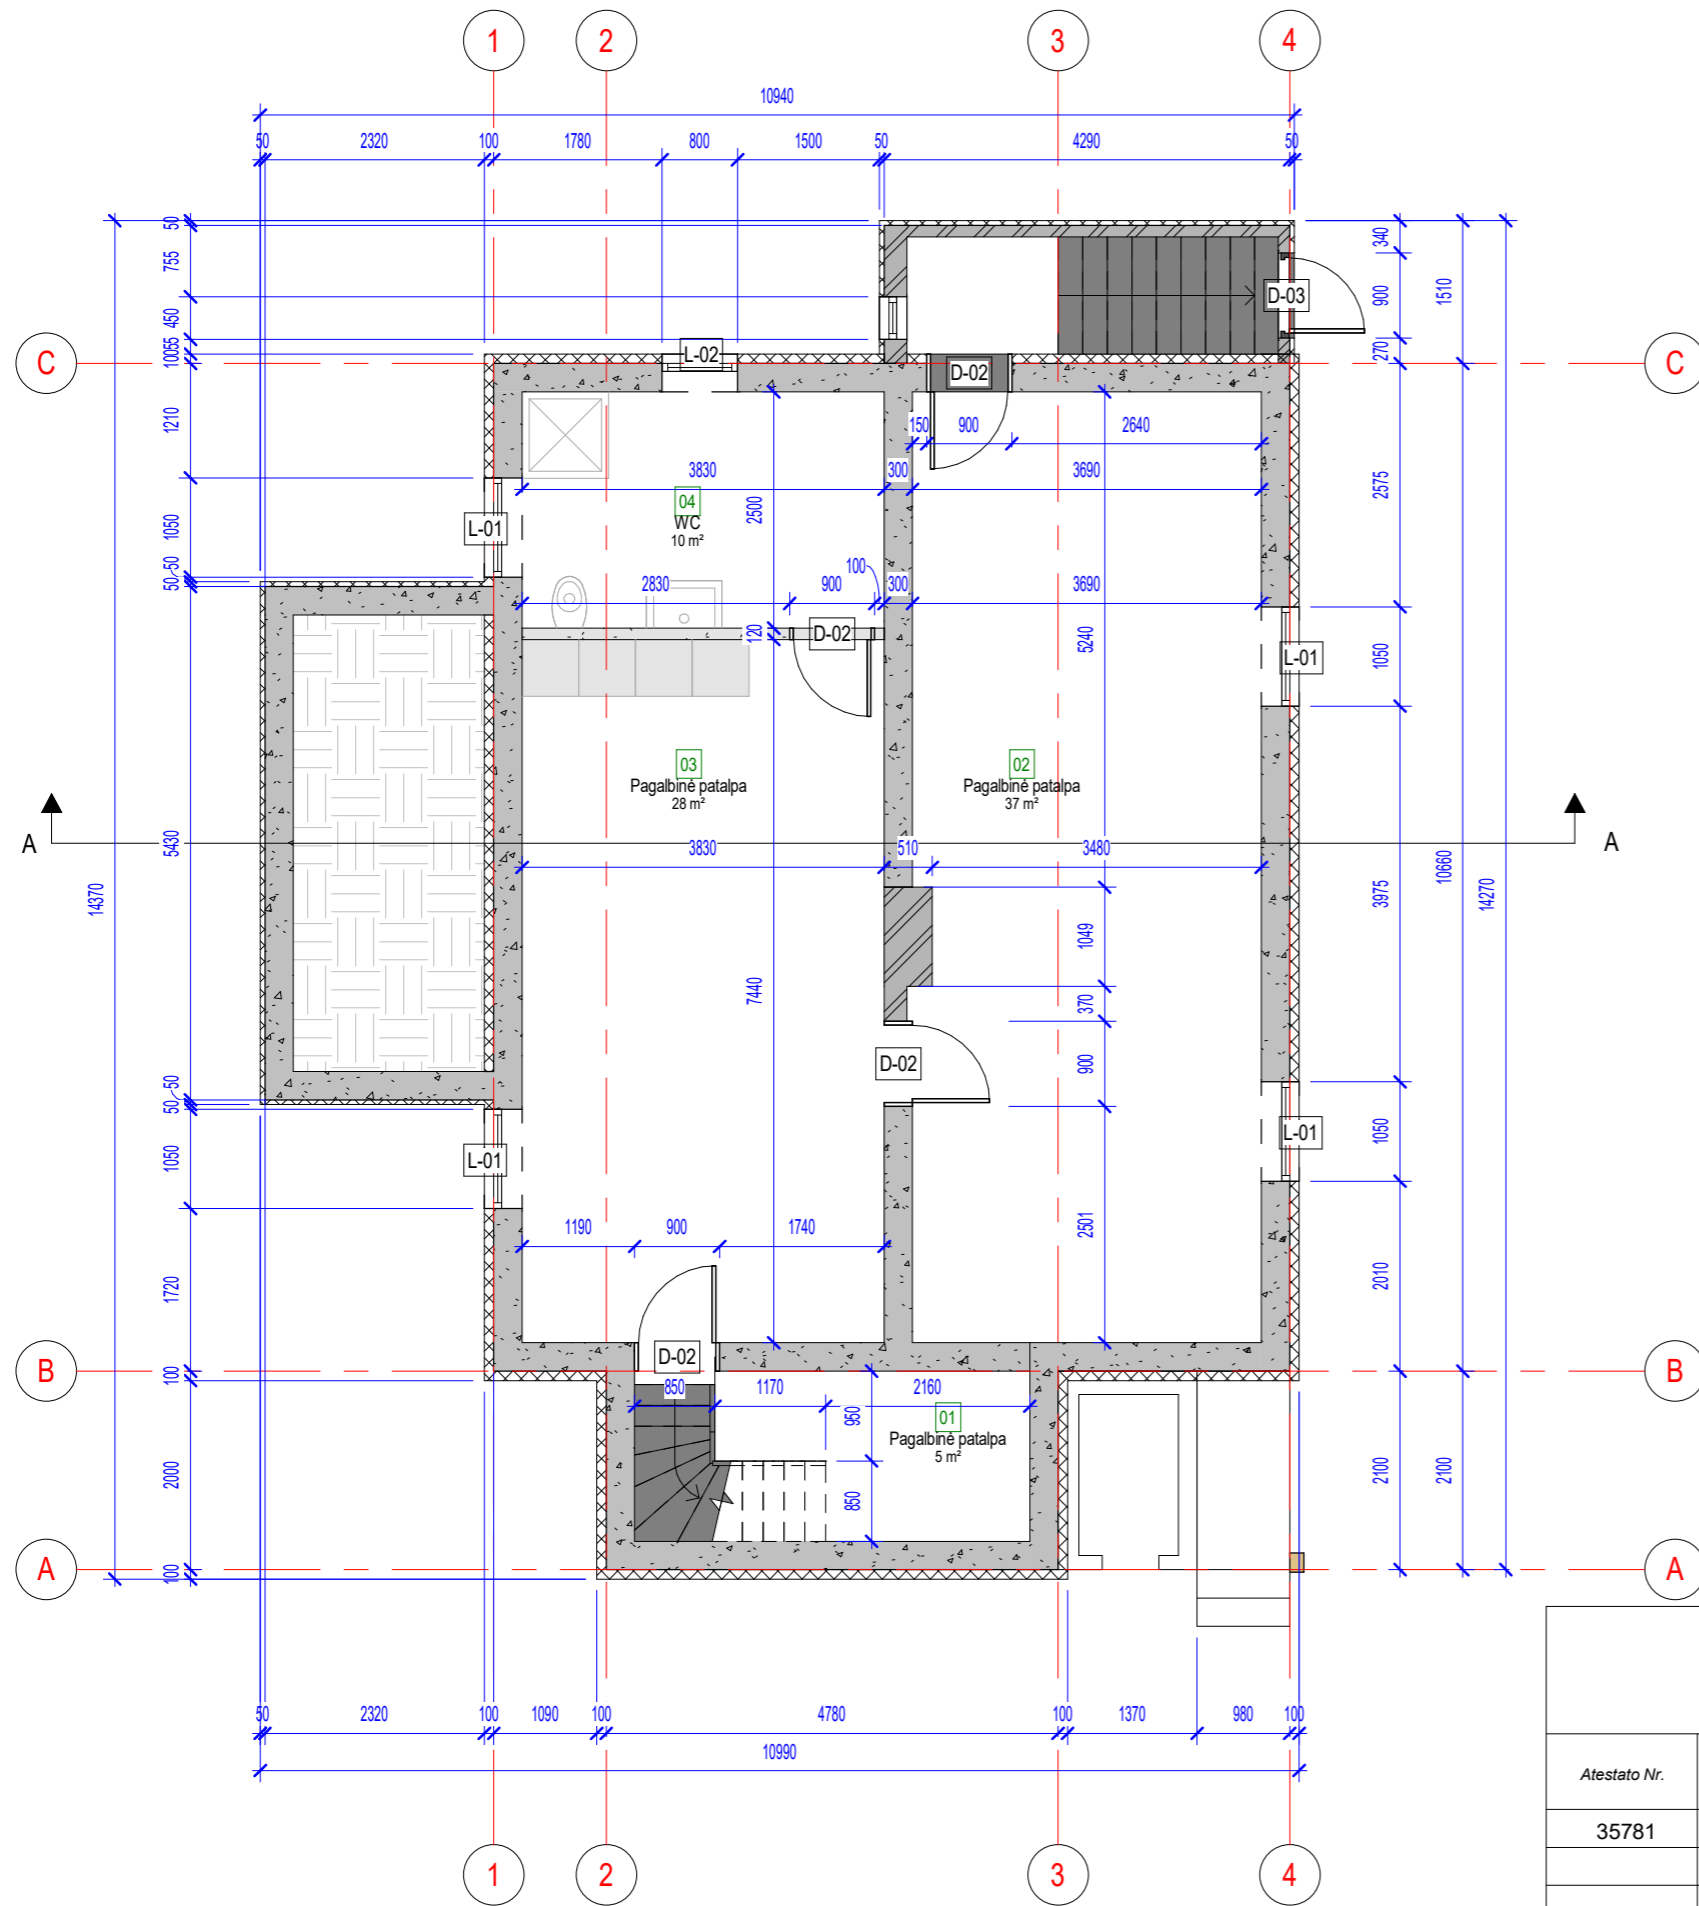 1 2 3 4
10940
50 2320 100 1780 800 1500 50 4290 50
50
755
450
55
100
1210
1050
50
50
5430
50
50
1050
1720
100
2000
100
14370
340
900
270
2575
1050
3975
1050
2010
2100
1510
10660
2100
14270
D-03
C L-02 D-02 C
150 900 2640
3830 300 3690
04
WC
10 m²
2500
L-01
100
2830 900 300 3690
120 D-02
5240
L-01
03
Pagalbinė patalpa
28 m²
02
Pagalbinė patalpa
37 m²
A A
3830 510 3480
1049
7440
370
D-02 900
L-01 L-01
2501
1190 900 1740
B D-02 B
850 1170 2160
950
01
Pagalbinė patalpa
5 m²
850
A A
50 2320 100 1090 100 4780 100 1370 980 100
10990
Atestato Nr.
35781
1 2 3 4